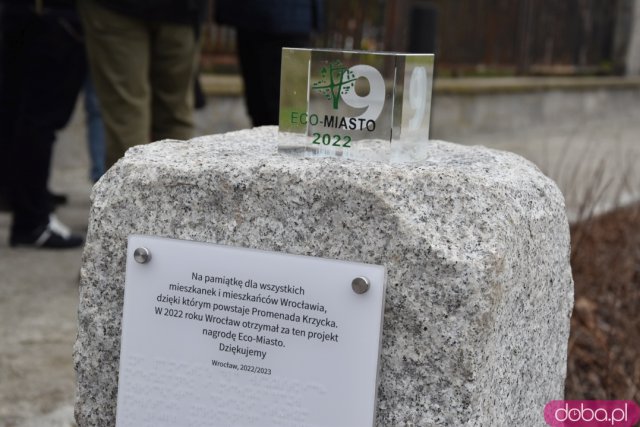 9
ECO-MIASTO
2022
Na pamiątkę dla wszystkich
mieszkanek i mieszkańców Wrocławia,
dzięki którym powstaje Promenada Krzycka.
W 2022 roku Wrocław otrzymał za ten projekt
nagrodę Eco-Miasto.
Dziękujemy
Wrocław, 2022/2023
doba.pl